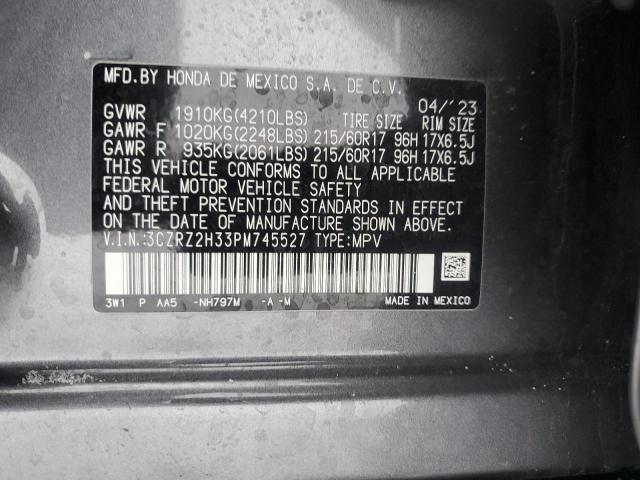 MFD. BY HONDA DE MEXICO S.A. DE C.V.
04/'23
GVWR 1910KG(4210LBS) TIRE SIZE RIM SIZE
GAWR F 1020KG(2248LBS) 215/60R17 96H 17X6.5J
GAWR R 935KG(2061LBS) 215/60R17 96H 17X6.5J
THIS VEHICLE CONFORMS TO ALL APPLICABLE
FEDERAL MOTOR VEHICLE SAFETY
AND THEFT PREVENTION STANDARDS IN EFFECT
ON THE DATE OF MANUFACTURE SHOWN ABOVE.
V.I.N.:3CZRZ2H33PM745527 TYPE:MPV
3W1 P AA5 -NH797M -A-M MADE IN MEXICO